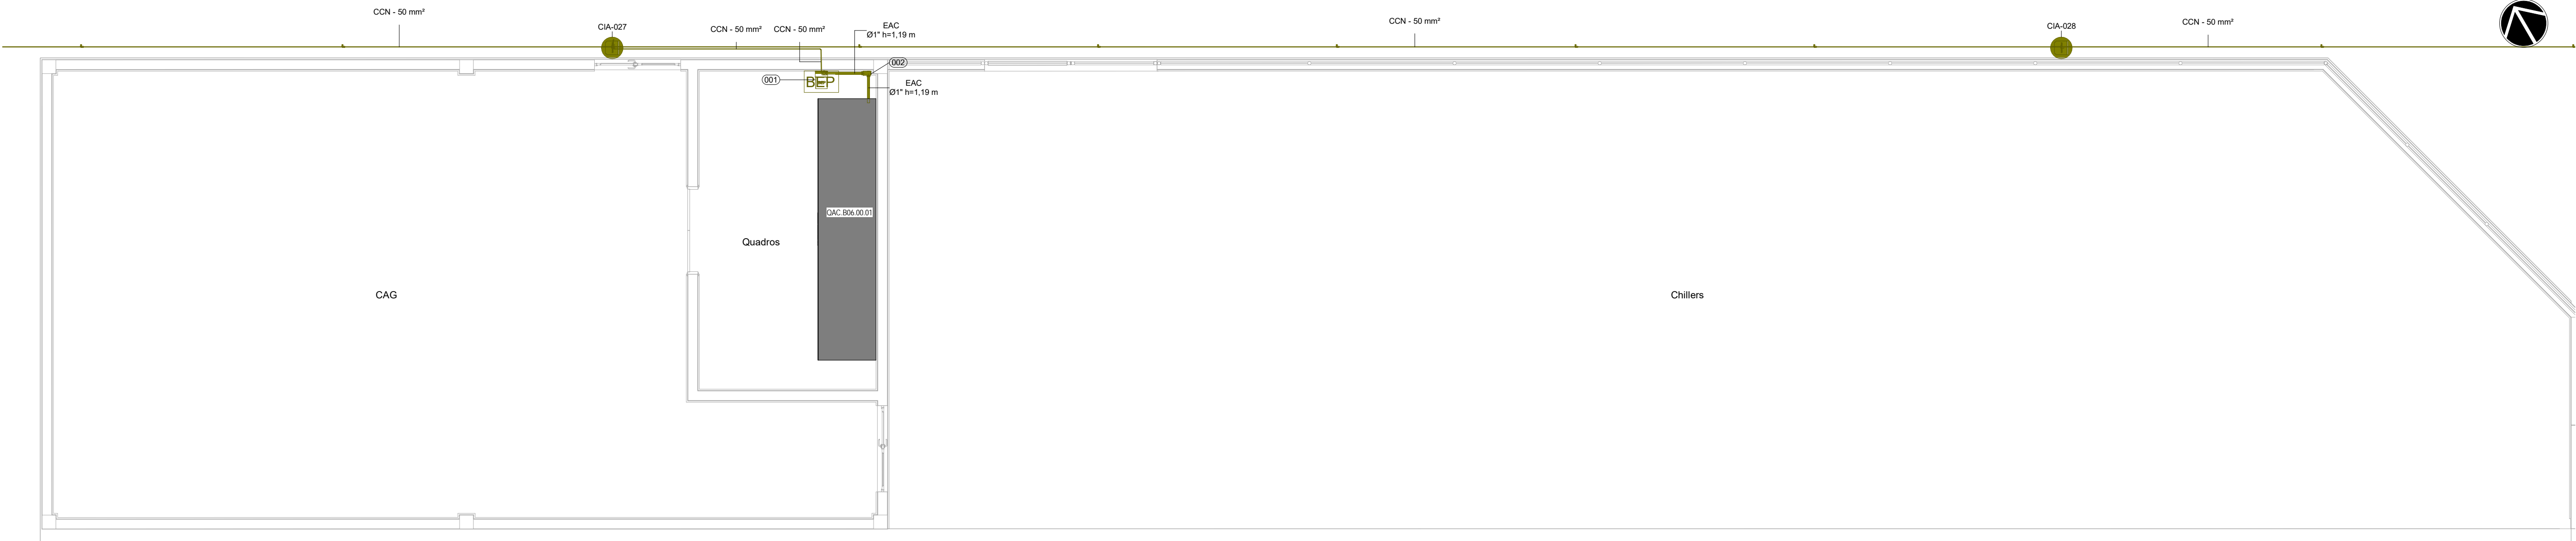 CCN - 50 mm²
CIA-027
CCN - 50 mm²
CCN - 50 mm²
EAC
Ø1" h=1,19 m
CCN - 50 mm²
CIA-028
CCN - 50 mm²
001
BEP
002
EAC
Ø1" h=1,19 m
QAC.B06.00.01
Quadros
CAG
Chillers